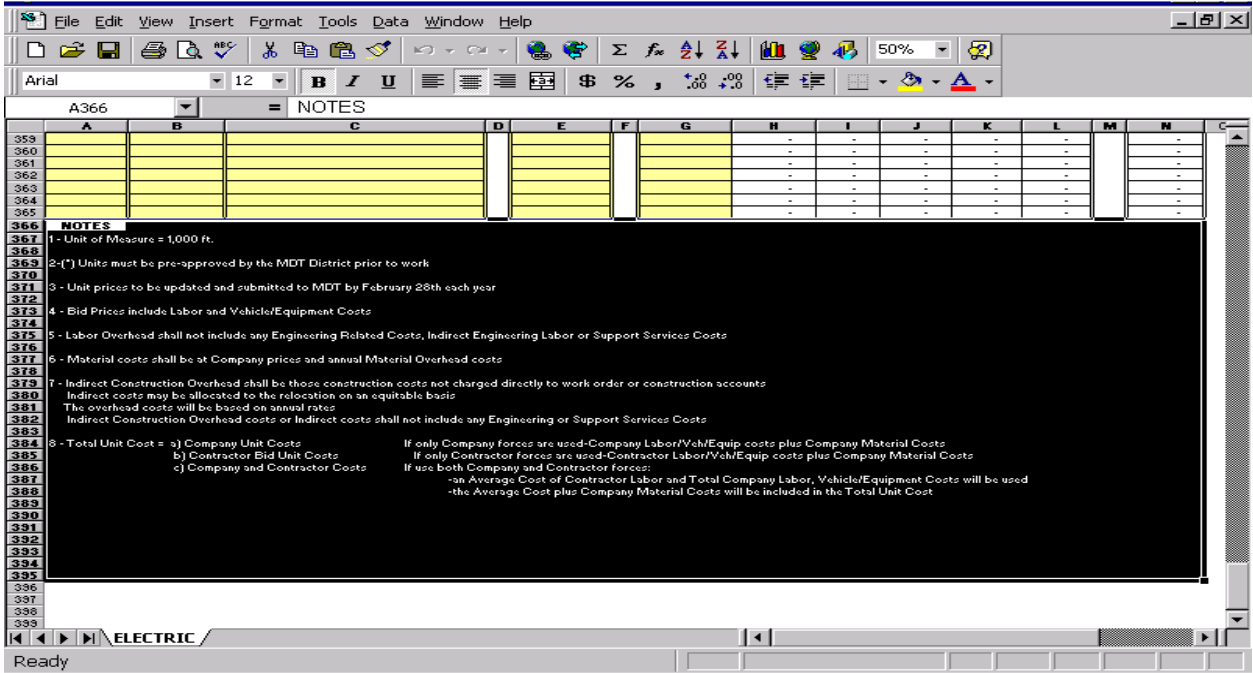 File Edit View Insert Format Tools Data Window Help
50%
Arial 12 B I U $ % , .00 .00 A
A366 = NOTES
A B C D E F G H I J K L M N
359 - - - - - -
360 - - - - - -
361 - - - - - -
362 - - - - - -
363 - - - - - -
364 - - - - - -
365 - - - - - -
366 NOTES
367 1 - Unit of Measure = 1,000 ft.
368
369 2-(*) Units must be pre-approved by the MDT District prior to work
370
371 3 - Unit prices to be updated and submitted to MDT by February 28th each year
372
373 4 - Bid Prices include Labor and Vehicle/Equipment Costs
374
375 5 - Labor Overhead shall not include any Engineering Related Costs, Indirect Engineering Labor or Support Services Costs
376
377 6 - Material costs shall be at Company prices and annual Material Overhead costs
378
379 7 - Indirect Construction Overhead shall be those construction costs not charged directly to work order or construction accounts
380 Indirect costs may be allocated to the relocation on an equitable basis
381 The overhead costs will be based on annual rates
382 Indirect Construction Overhead costs or Indirect costs shall not include any Engineering or Support Services Costs
383
384 8 - Total Unit Cost = a) Company Unit Costs If only Company forces are used-Company Labor/Veh/Equip costs plus Company Material Costs
385 b) Contractor Bid Unit Costs If only Contractor forces are used-Contractor Labor/Veh/Equip costs plus Company Material Costs
386 c) Company and Contractor Costs If use both Company and Contractor forces:
387 -an Average Cost of Contractor Labor and Total Company Labor, Vehicle/Equipment Costs will be used
388 -the Average Cost plus Company Material Costs will be included in the Total Unit Cost
389
390
391
392
393
394
395
396
397
398
399
ELECTRIC
Ready